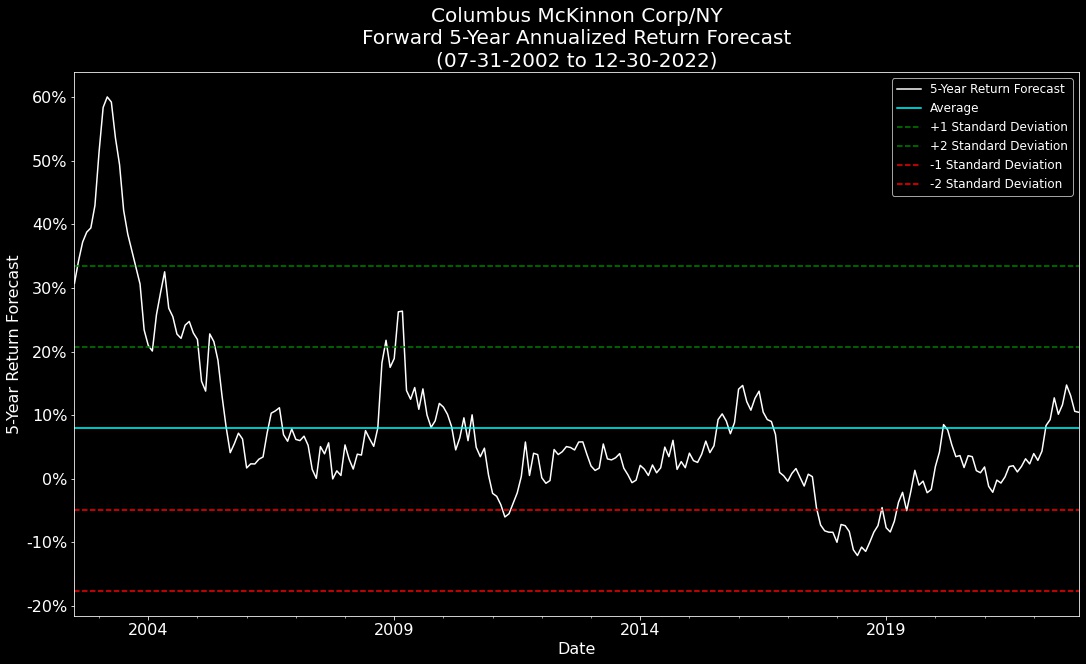 Columbus McKinnon Corp/NY
Forward 5-Year Annualized Return Forecast
(07-31-2002 to 12-30-2022)
5-Year Return Forecast
Average
+1 Standard Deviation
+2 Standard Deviation
-1 Standard Deviation
-2 Standard Deviation
5-Year Return Forecast
60%
50%
40%
30%
20%
10%
0%
-10%
-20%
2004
2009
2014
2019
Date